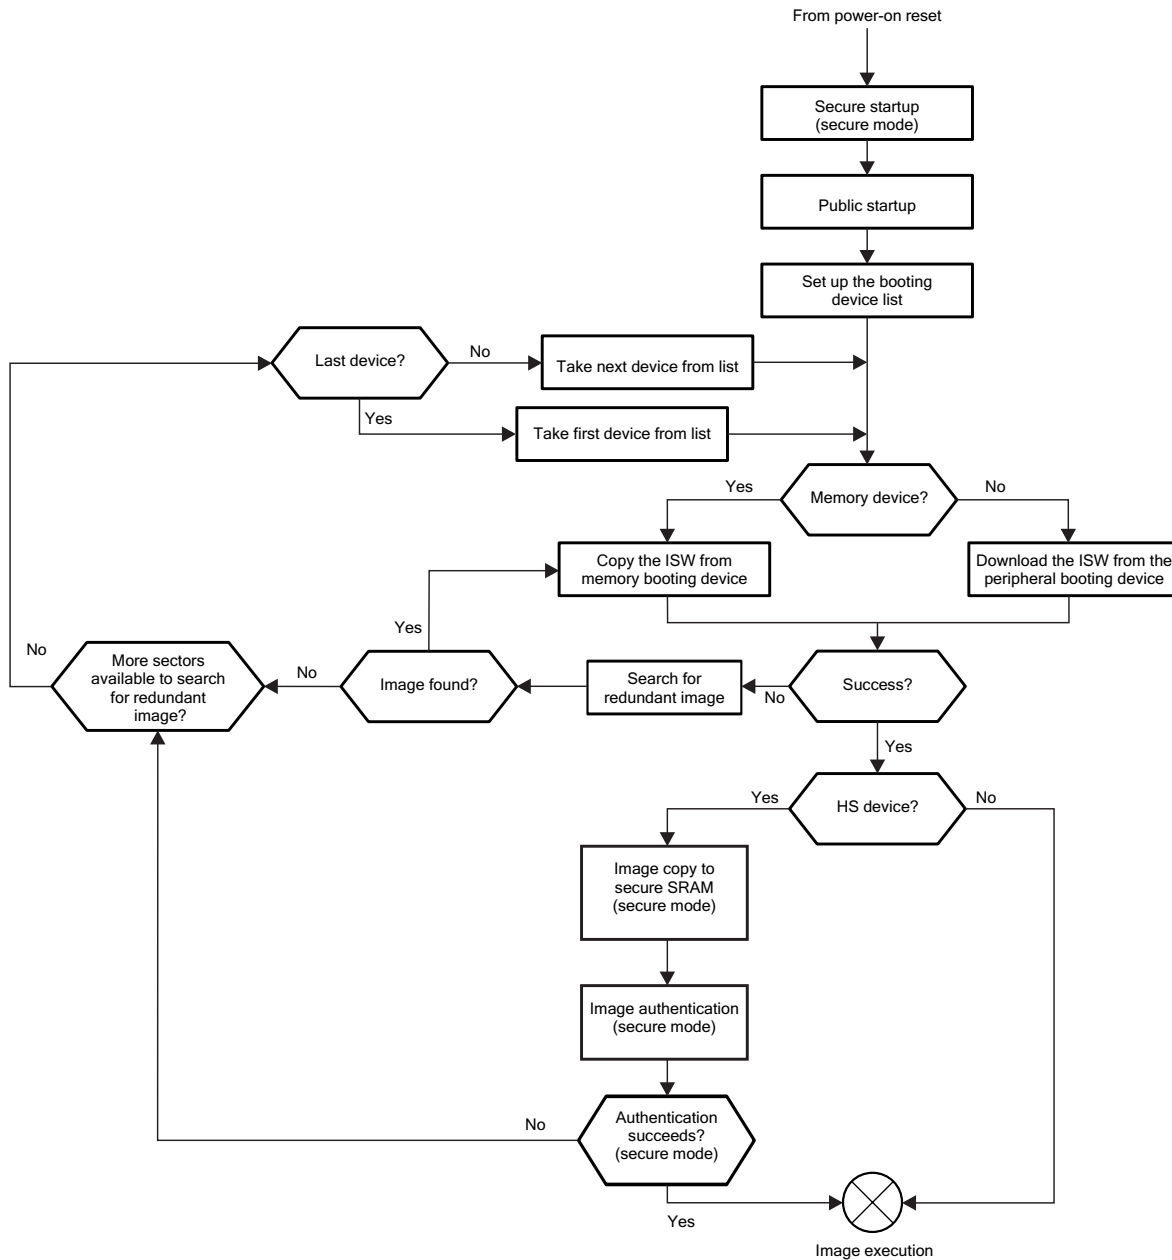 From power-on reset
Secure startup
(secure mode)
Public startup
Set up the booting
device list
Last device?
No
Take next device from list
Yes
Take first device from list
Yes
Memory device?
No
Copy the ISW from
memory booting device
Download the ISW from the
peripheral booting device
Yes
No
More sectors
available to search
for redundant
image?
No
Image found?
Search for
redundant image
No
Success?
Yes
Yes
HS device?
No
Image copy to
secure SRAM
(secure mode)
Image authentication
(secure mode)
No
Authentication
succeeds?
(secure mode)
Yes
Image execution